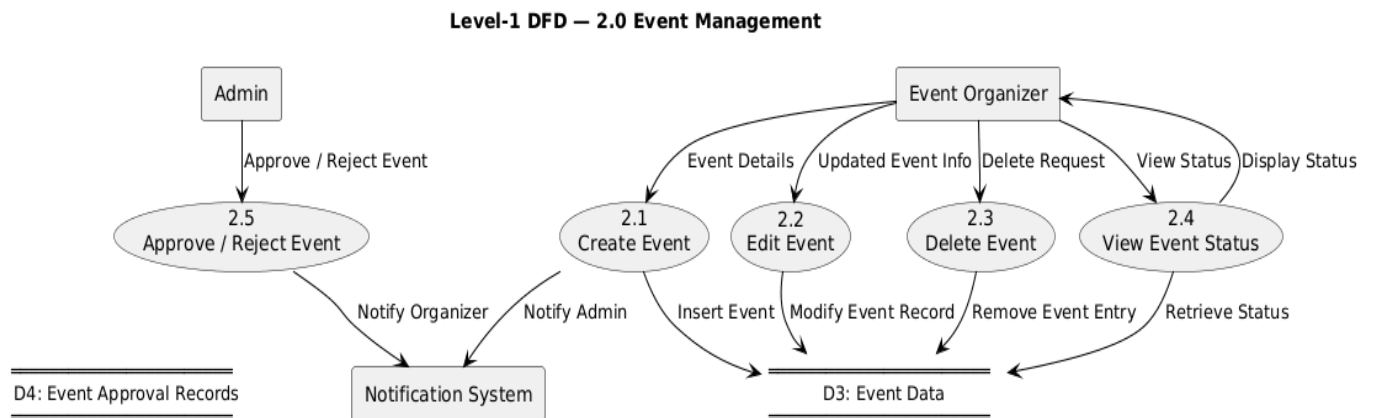 Level-1 DFD — 2.0 Event Management
Admin
Event Organizer
Approve / Reject Event
Event Details
Updated Event Info
Delete Request
View Status
Display Status
2.5
Approve / Reject Event
2.1
Create Event
2.2
Edit Event
2.3
Delete Event
2.4
View Event Status
Notify Organizer
Notify Admin
Insert Event
Modify Event Record
Remove Event Entry
Retrieve Status
D4: Event Approval Records
Notification System
D3: Event Data